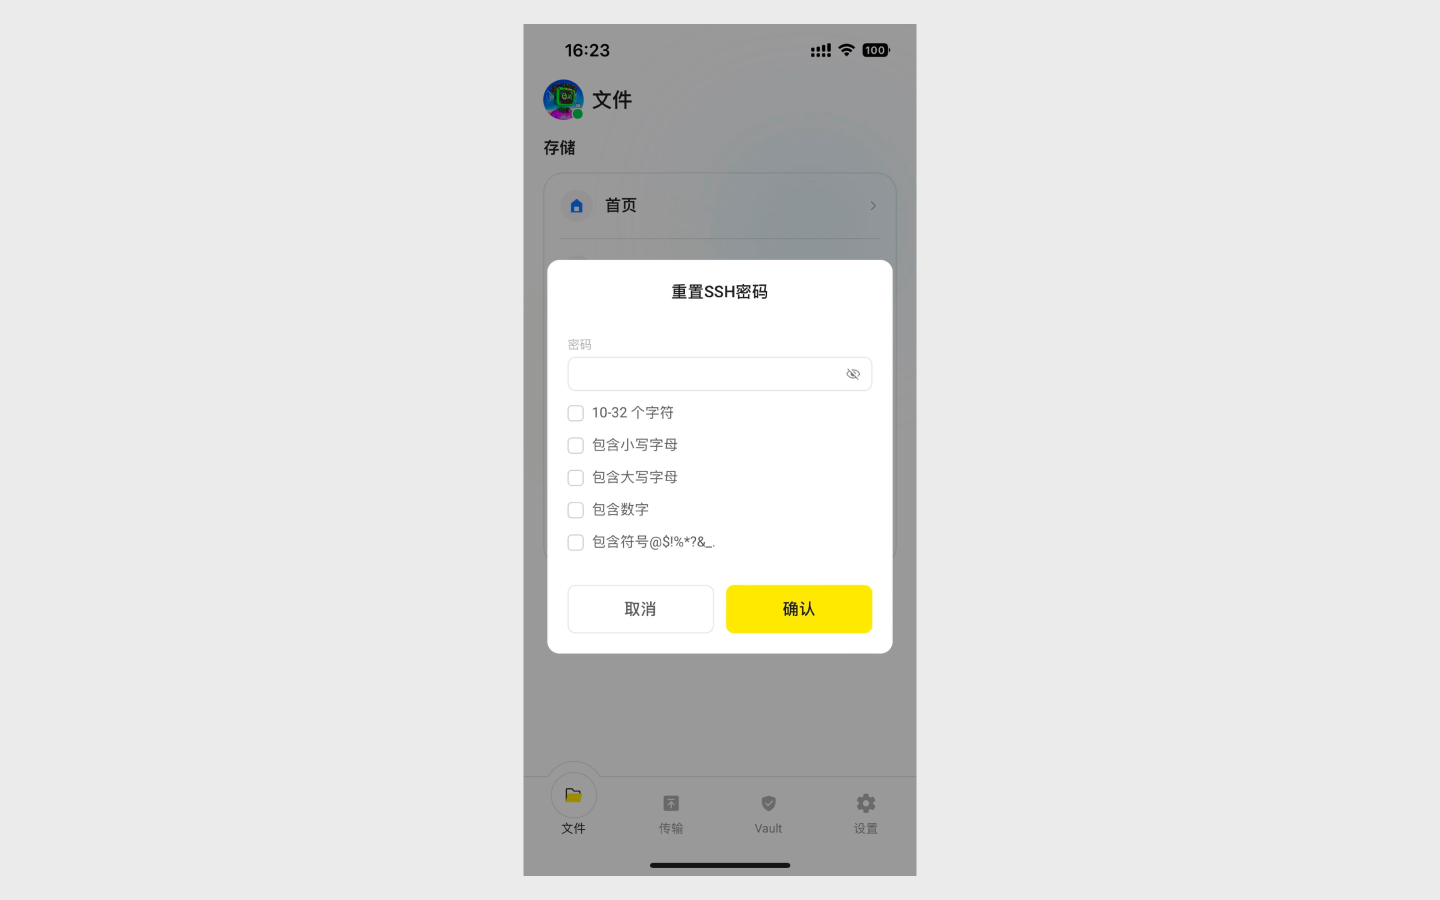 16:23
100
文件
存储
首页
重置SSH密码
密码
10-32 个字符
包含小写字母
包含大写字母
包含数字
包含符号@$!%*?&_.
取消
确认
文件
传输
Vault
设置